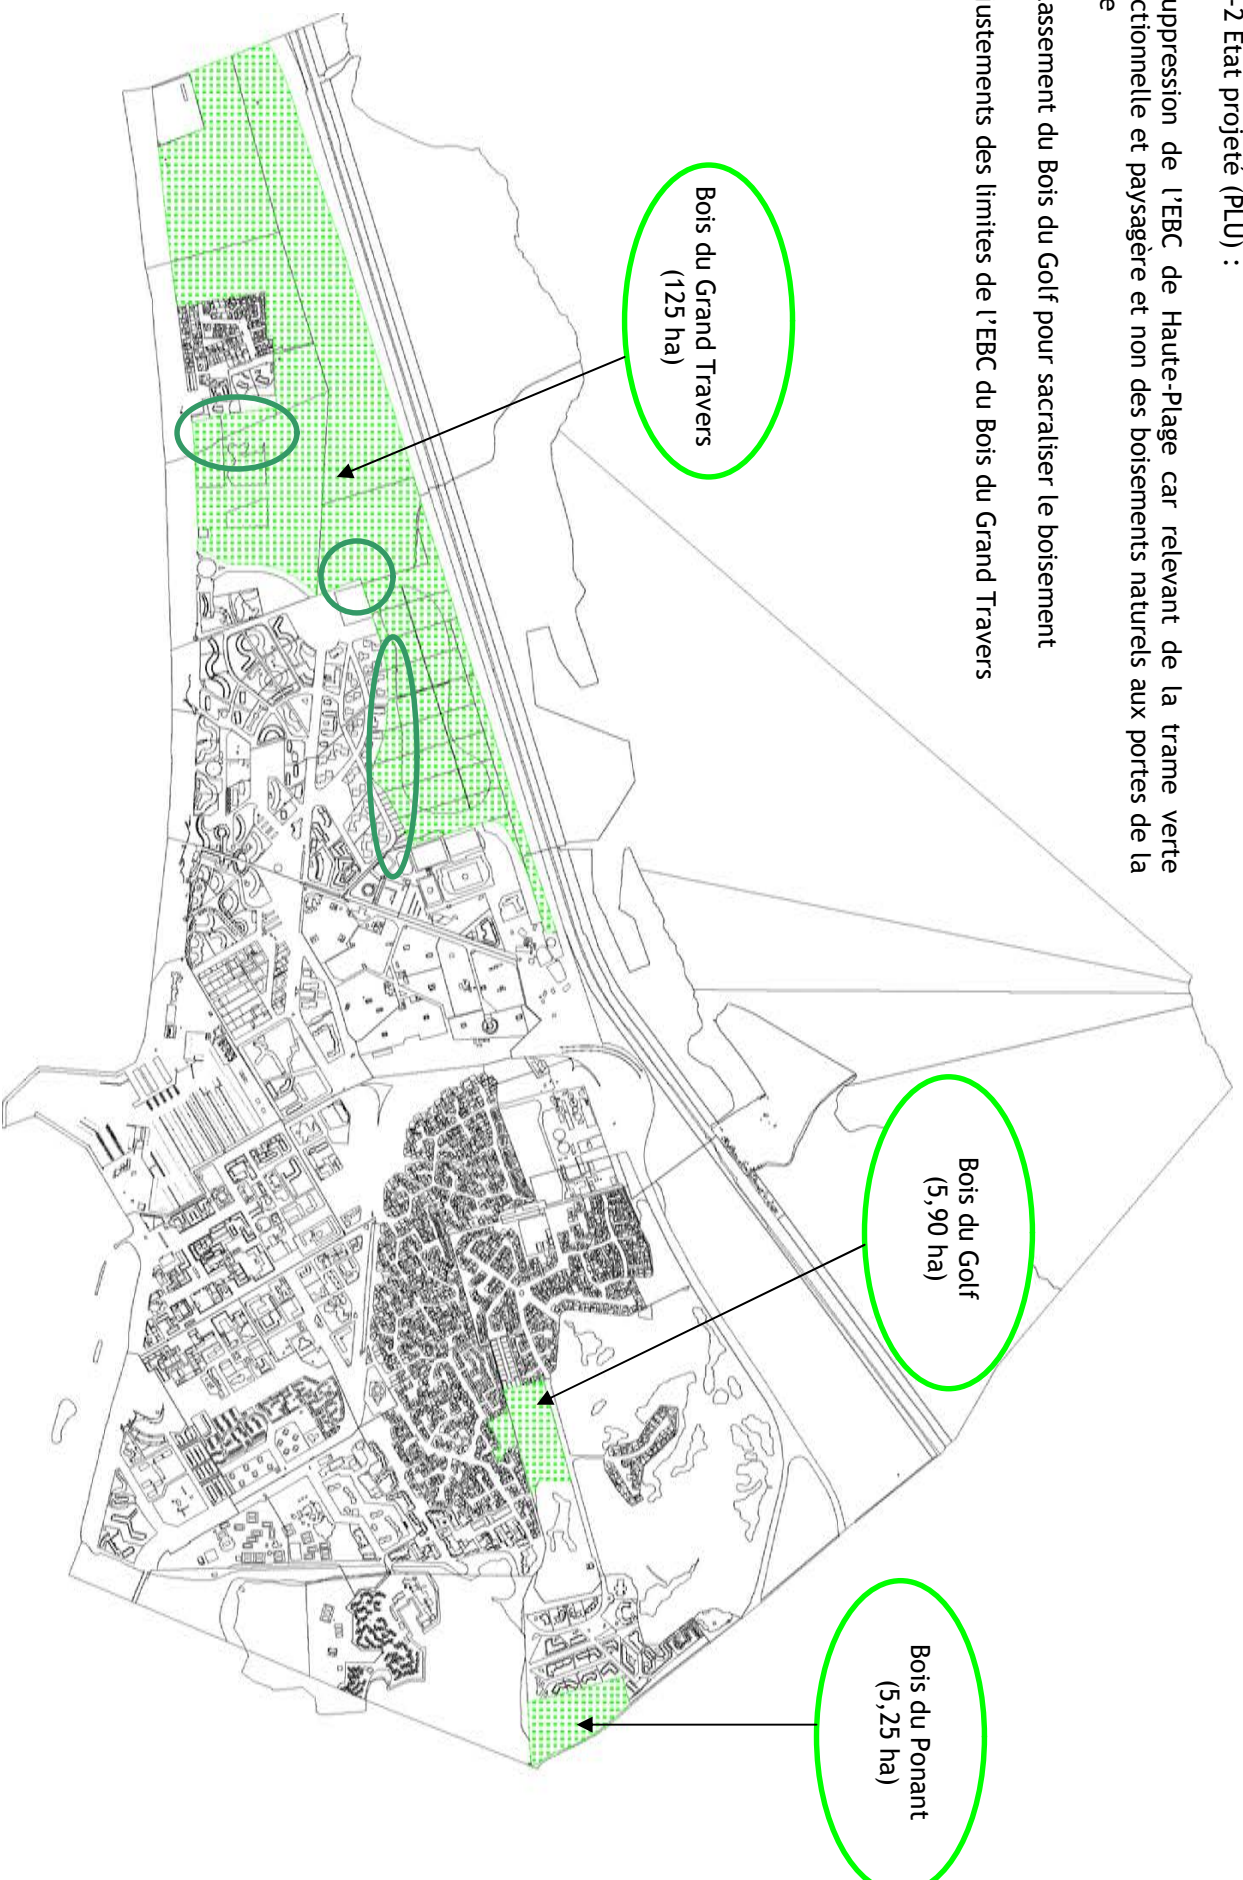 -2 Etat projeté (PLU) :
uppression de l’EBC de Haute-Plage car relevant de la trame verte
ctionnelle et paysagère et non des boisements naturels aux portes de la
e
assement du Bois du Golf pour sacraliser le boisement
ustements des limites de l’EBC du Bois du Grand Travers
Bois du Grand Travers
(125 ha)
Bois du Golf
(5,90 ha)
Bois du Ponant
(5,25 ha)